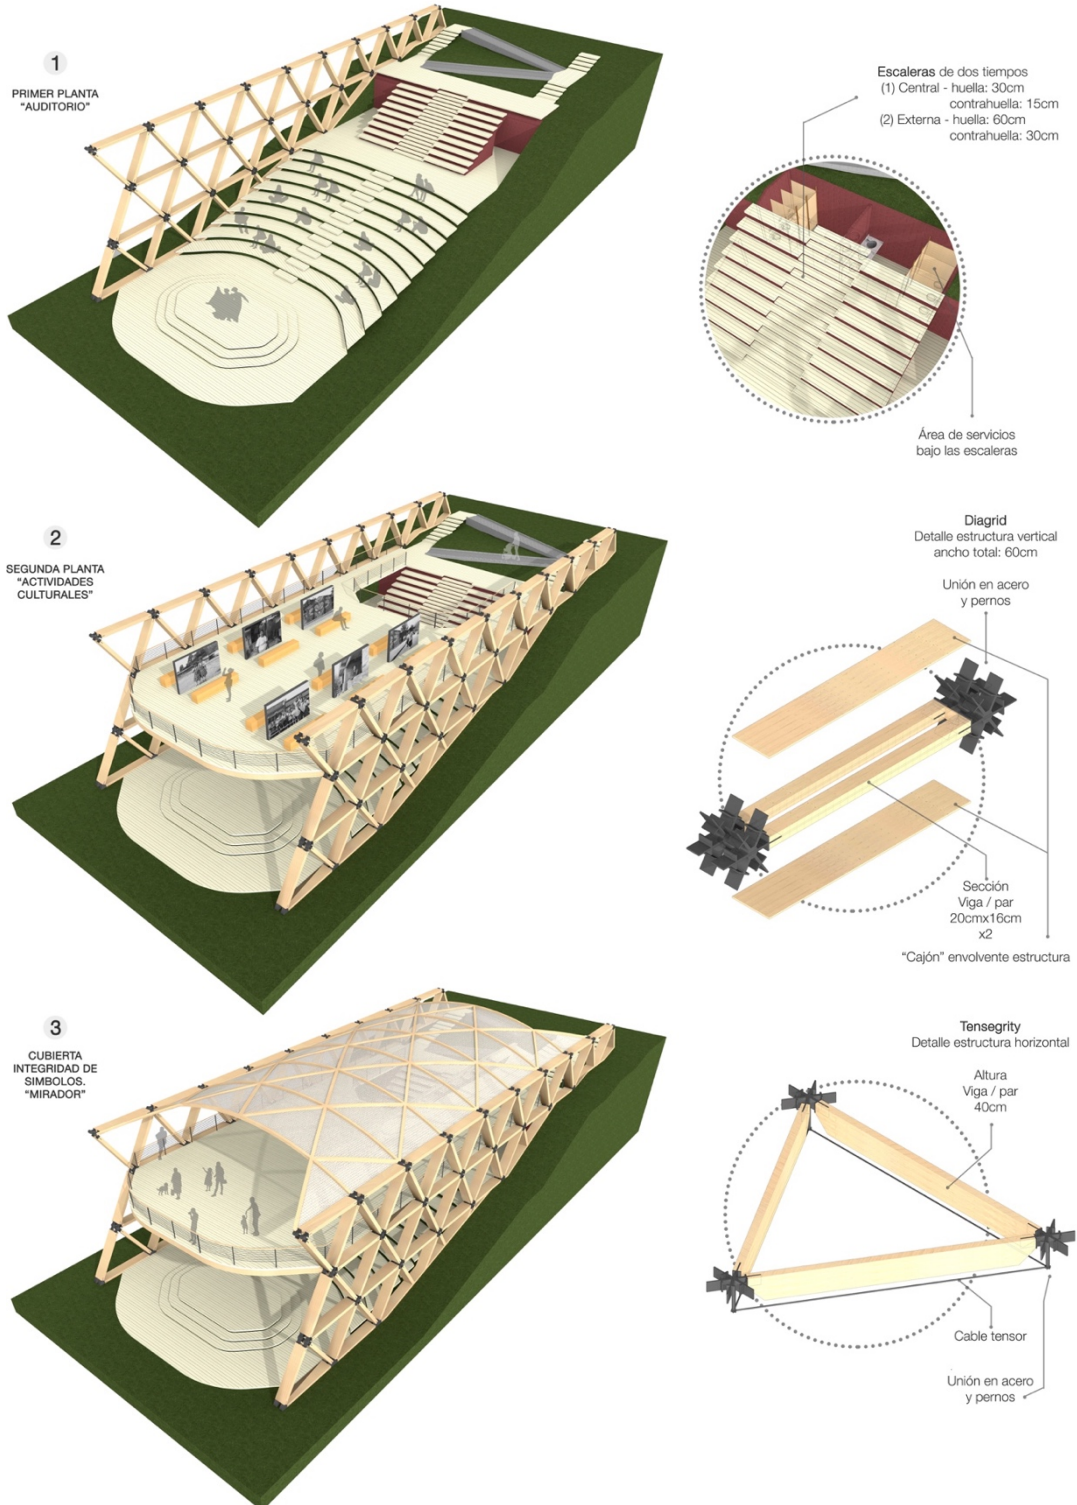 1
PRIMER PLANTA
“AUDITORIO”
Escaleras de dos tiempos
(1) Central - huella: 30cm
contrahuella: 15cm
(2) Externa - huella: 60cm
contrahuella: 30cm
Área de servicios
bajo las escaleras
2
SEGUNDA PLANTA
“ACTIVIDADES
CULTURALES”
Diagrid
Detalle estructura vertical
ancho total: 60cm
Unión en acero
y pernos
Sección
Viga / par
20cmx16cm
x2
“Cajón” envolvente estructura
3
CUBIERTA
INTEGRIDAD DE
SIMBOLOS.
“MIRADOR”
Tensegrity
Detalle estructura horizontal
Altura
Viga / par
40cm
Cable tensor
Unión en acero
y pernos